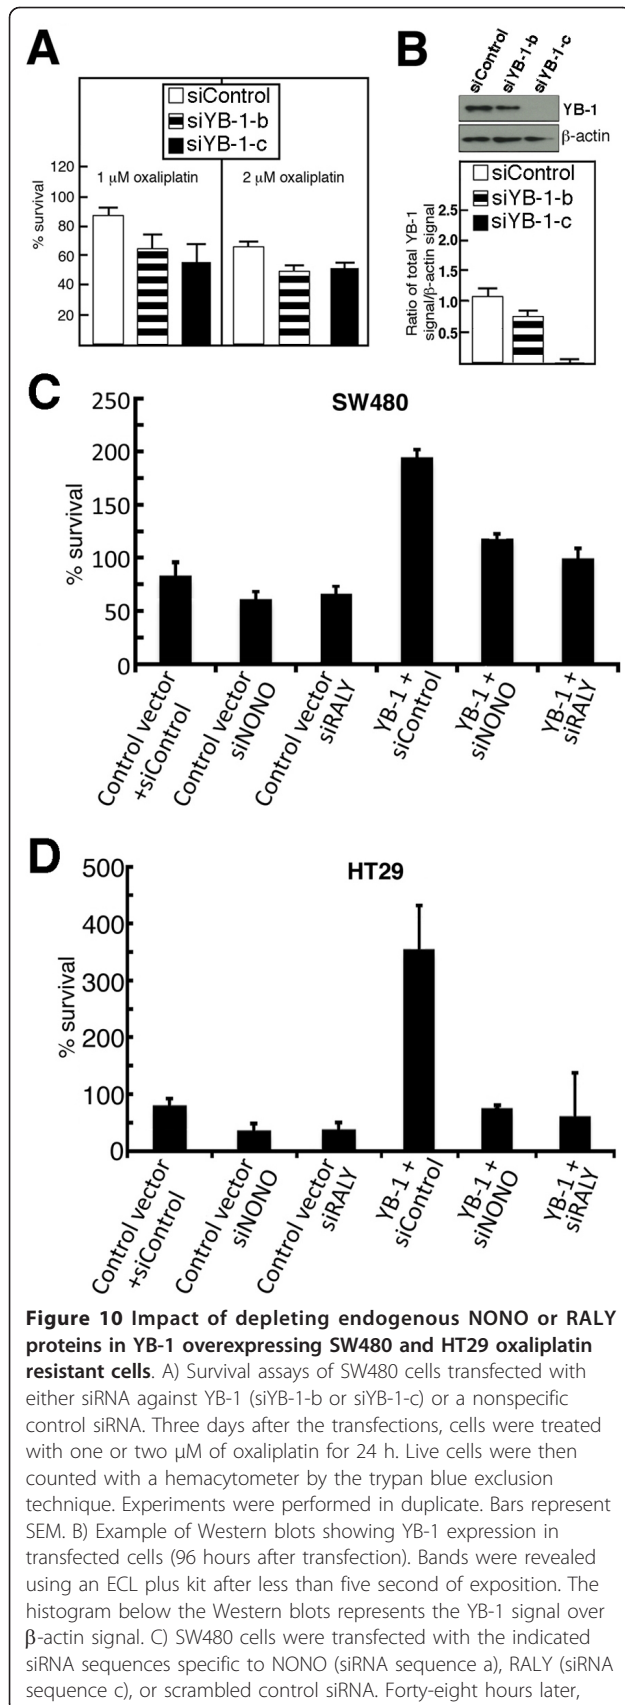 A
siControl
siYB-1-b
siYB-1-c
% survival
120
100
80
60
40
20
1 µM oxaliplatin
2 µM oxaliplatin
B
siControl
siYB-1-b
siYB-1-c
YB-1
β-actin
siControl
siYB-1-b
siYB-1-c
Ratio of total YB-1
signal/β-actin signal
2.5
2.0
1.5
1.0
0.5
C
SW480
% survival
250
200
150
100
50
0
Control vector
+siControl
Control vector
siNONO
Control vector
siRALY
YB-1 +
siControl
YB-1 +
siNONO
YB-1 +
siRALY
D
HT29
% survival
500
400
300
200
100
0
Control vector
+siControl
Control vector
siNONO
Control vector
siRALY
YB-1 +
siControl
YB-1 +
siNONO
YB-1 +
siRALY
Figure 10 Impact of depleting endogenous NONO or RALY
proteins in YB-1 overexpressing SW480 and HT29 oxaliplatin
resistant cells. A) Survival assays of SW480 cells transfected with
either siRNA against YB-1 (siYB-1-b or siYB-1-c) or a nonspecific
control siRNA. Three days after the transfections, cells were treated
with one or two µM of oxaliplatin for 24 h. Live cells were then
counted with a hemacytometer by the trypan blue exclusion
technique. Experiments were performed in duplicate. Bars represent
SEM. B) Example of Western blots showing YB-1 expression in
transfected cells (96 hours after transfection). Bands were revealed
using an ECL plus kit after less than five second of exposition. The
histogram below the Western blots represents the YB-1 signal over
β-actin signal. C) SW480 cells were transfected with the indicated
siRNA sequences specific to NONO (siRNA sequence a), RALY (siRNA
sequence c), or scrambled control siRNA. Forty-eight hours later,